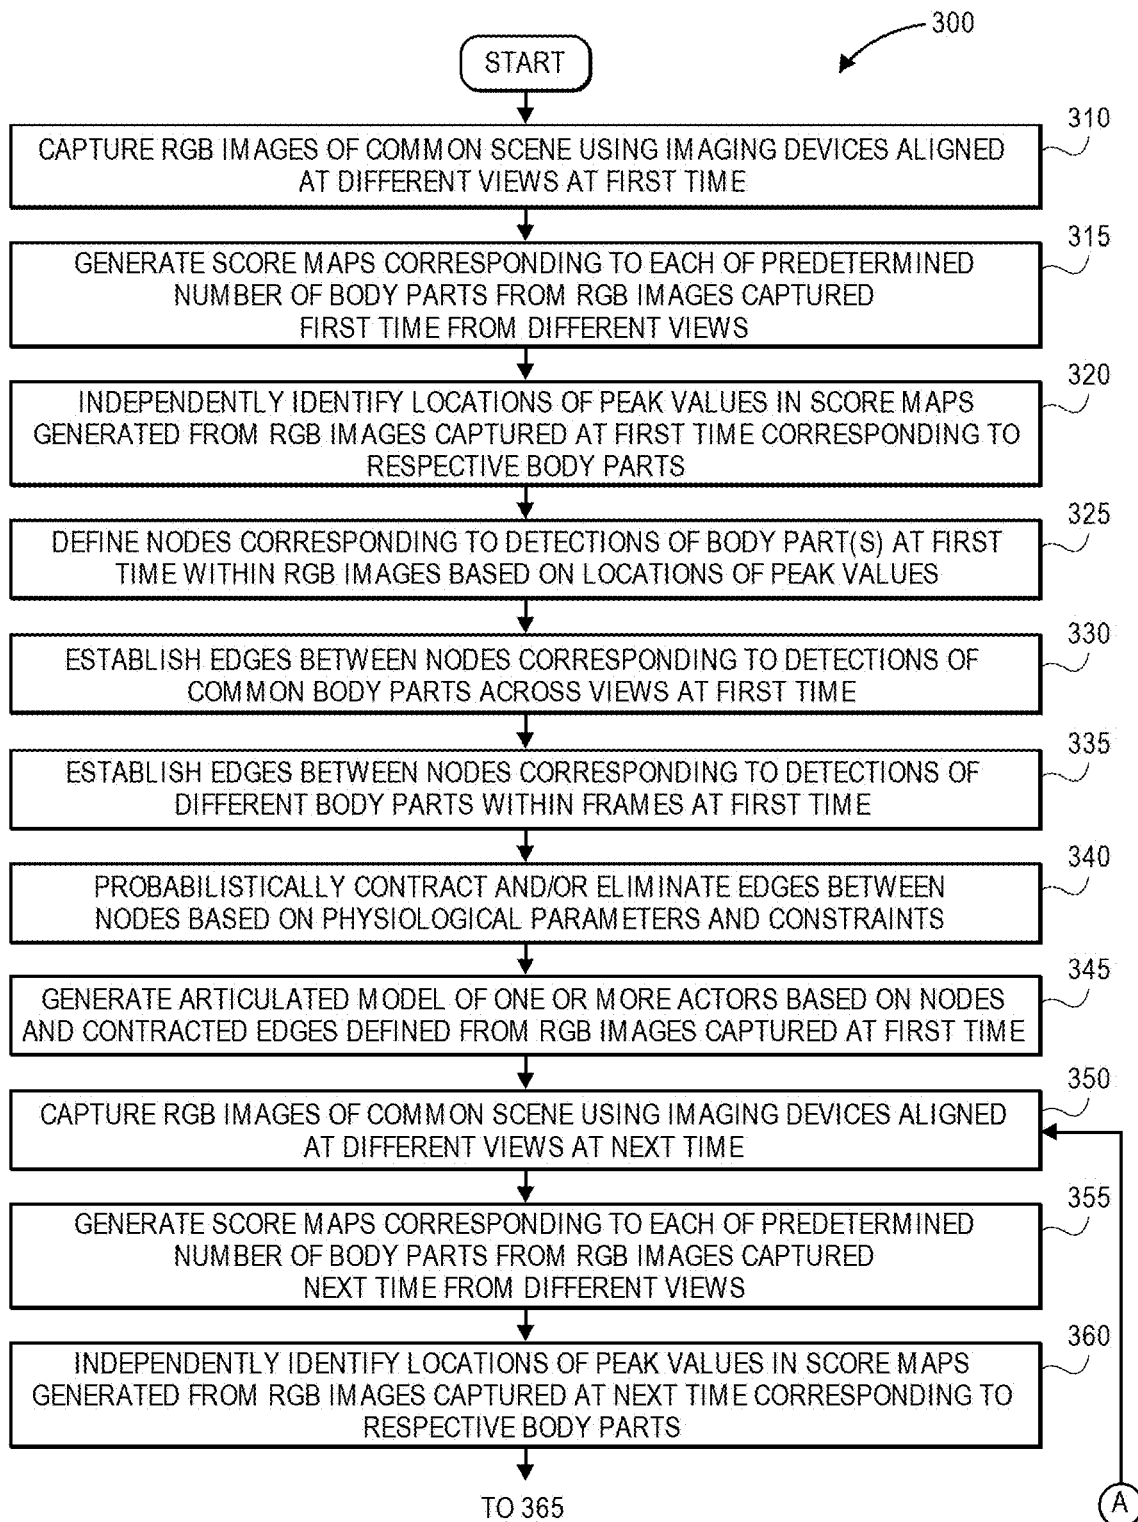 300
START
310
CAPTURE RGB IMAGES OF COMMON SCENE USING IMAGING DEVICES ALIGNED
AT DIFFERENT VIEWS AT FIRST TIME
315
GENERATE SCORE MAPS CORRESPONDING TO EACH OF PREDETERMINED
NUMBER OF BODY PARTS FROM RGB IMAGES CAPTURED
FIRST TIME FROM DIFFERENT VIEWS
320
INDEPENDENTLY IDENTIFY LOCATIONS OF PEAK VALUES IN SCORE MAPS
GENERATED FROM RGB IMAGES CAPTURED AT FIRST TIME CORRESPONDING TO
RESPECTIVE BODY PARTS
325
DEFINE NODES CORRESPONDING TO DETECTIONS OF BODY PART(S) AT FIRST
TIME WITHIN RGB IMAGES BASED ON LOCATIONS OF PEAK VALUES
330
ESTABLISH EDGES BETWEEN NODES CORRESPONDING TO DETECTIONS OF
COMMON BODY PARTS ACROSS VIEWS AT FIRST TIME
335
ESTABLISH EDGES BETWEEN NODES CORRESPONDING TO DETECTIONS OF
DIFFERENT BODY PARTS WITHIN FRAMES AT FIRST TIME
340
PROBABILISTICALLY CONTRACT AND/OR ELIMINATE EDGES BETWEEN
NODES BASED ON PHYSIOLOGICAL PARAMETERS AND CONSTRAINTS
345
GENERATE ARTICULATED MODEL OF ONE OR MORE ACTORS BASED ON NODES
AND CONTRACTED EDGES DEFINED FROM RGB IMAGES CAPTURED AT FIRST TIME
350
CAPTURE RGB IMAGES OF COMMON SCENE USING IMAGING DEVICES ALIGNED
AT DIFFERENT VIEWS AT NEXT TIME
355
GENERATE SCORE MAPS CORRESPONDING TO EACH OF PREDETERMINED
NUMBER OF BODY PARTS FROM RGB IMAGES CAPTURED
NEXT TIME FROM DIFFERENT VIEWS
360
INDEPENDENTLY IDENTIFY LOCATIONS OF PEAK VALUES IN SCORE MAPS
GENERATED FROM RGB IMAGES CAPTURED AT NEXT TIME CORRESPONDING TO
RESPECTIVE BODY PARTS
TO 365
A